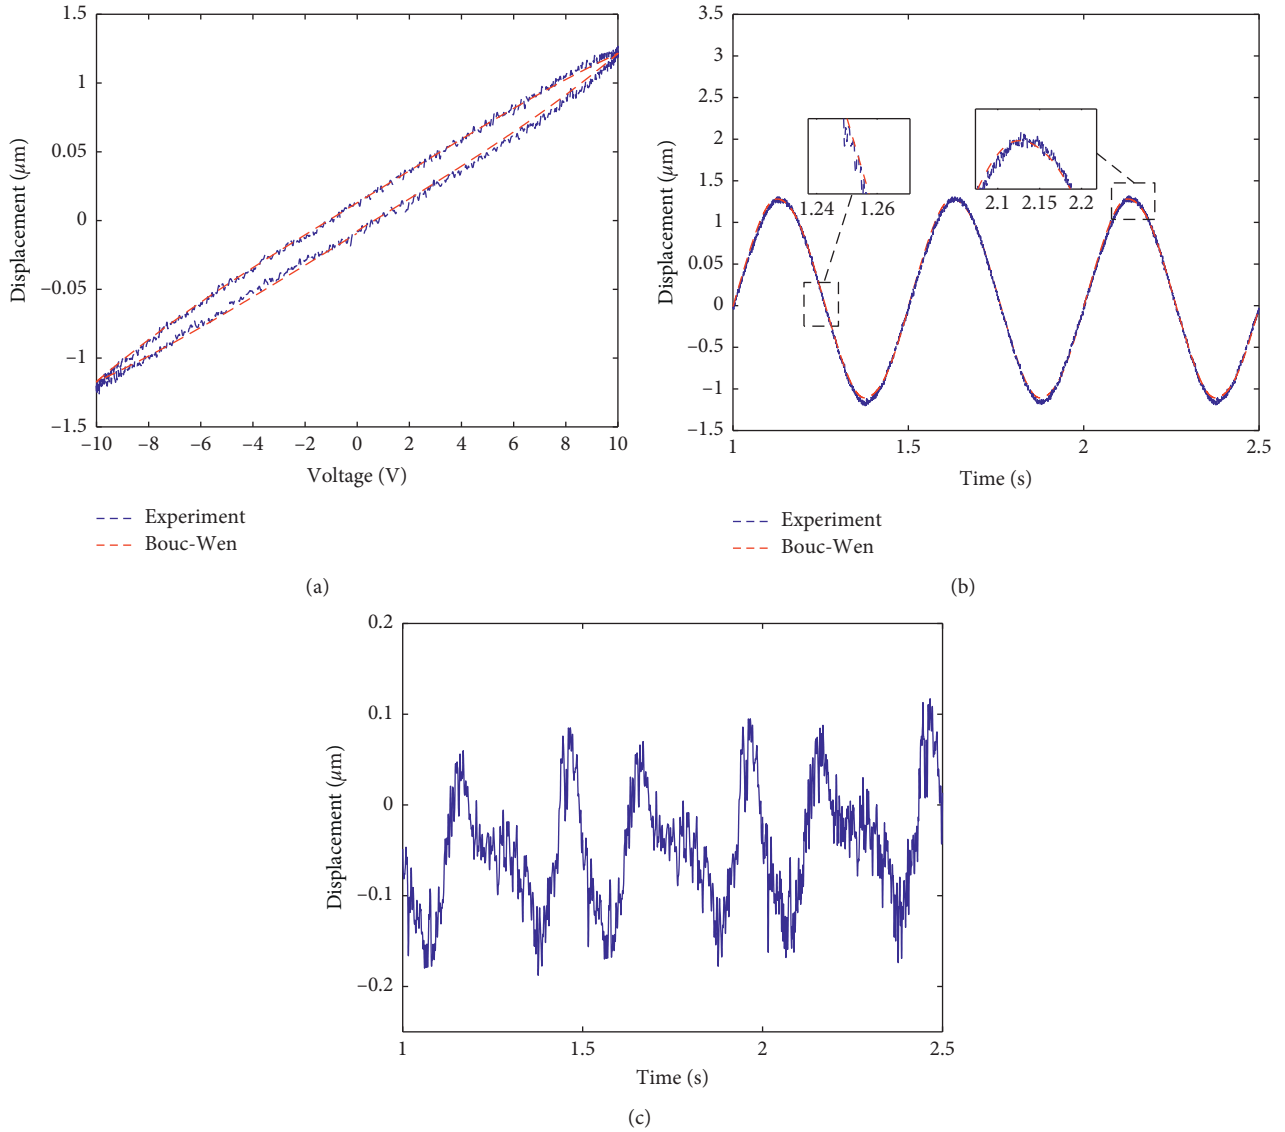 1.5
1
0.05
0
−0.05
−1
−1.5
Displacement (μm)
−10 −8 −6 −4 −2 0 2 4 6 8 10
Voltage (V)
Experiment
Bouc-Wen
(a)
3.5
3
2.5
2
1.5
1
0.05
0
−0.5
−1
−1.5
Displacement (μm)
1.24 1.26
2.1 2.15 2.2
1 1.5 2 2.5
Time (s)
Experiment
Bouc-Wen
(b)
0.2
0.1
0
−0.1
−0.2
Displacement (μm)
1 1.5 2 2.5
Time (s)
(c)